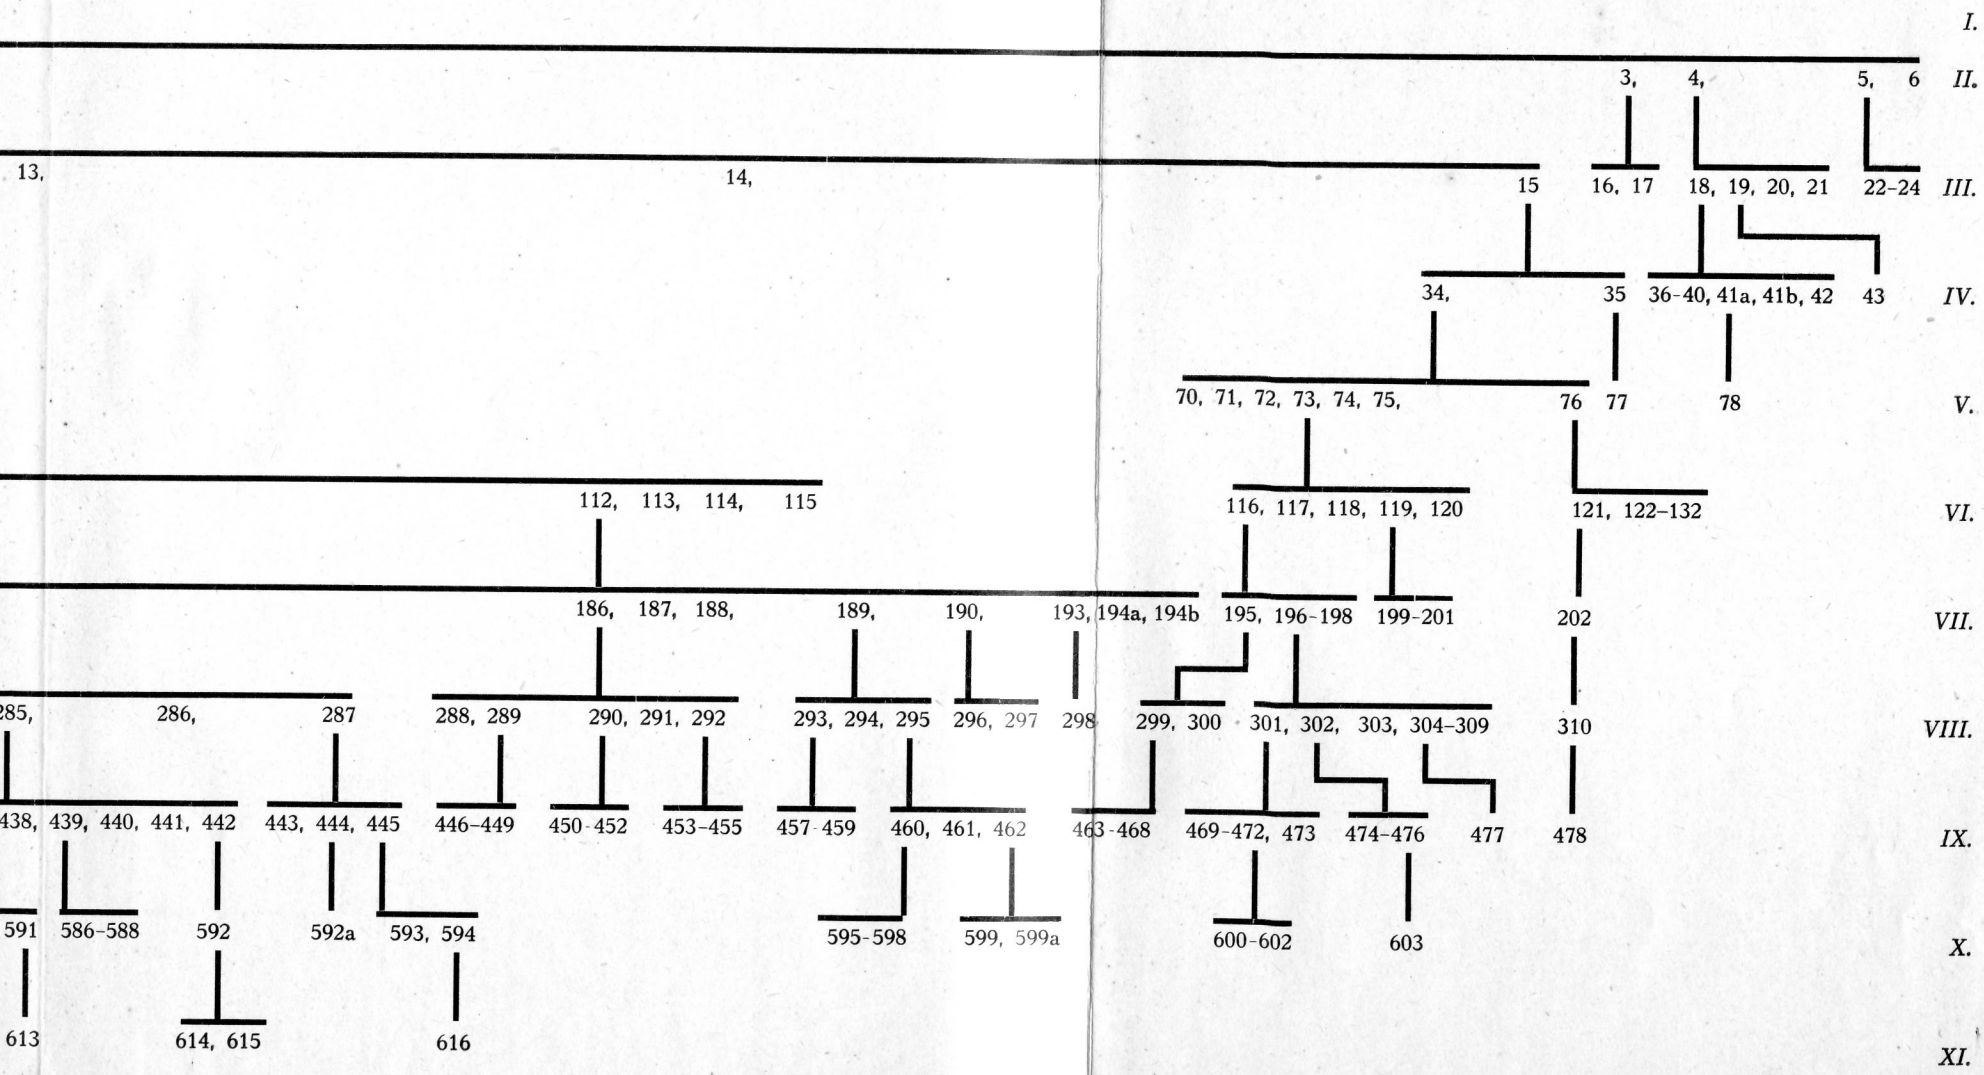 I.
3, 4, 5, 6 II.
13, 14, 15 16, 17 18, 19, 20, 21 22-24 III.
34, 35 36-40, 41a, 41b, 42 43 IV.
70, 71, 72, 73, 74, 75, 76 77 78 V.
112, 113, 114, 115 116, 117, 118, 119, 120 121, 122-132 VI.
186, 187, 188, 189, 190, 193, 194a, 194b 195, 196-198 199-201 202 VII.
285, 286, 287 288, 289 290, 291, 292 293, 294, 295 296, 297 298 299, 300 301, 302, 303, 304-309 310 VIII.
438, 439, 440, 441, 442 443, 444, 445 446-449 450-452 453-455 457-459 460, 461, 462 463-468 469-472, 473 474-476 477 478 IX.
591 586-588 592 592a 593, 594 595-598 599, 599a 600-602 603 X.
613 614, 615 616 XI.